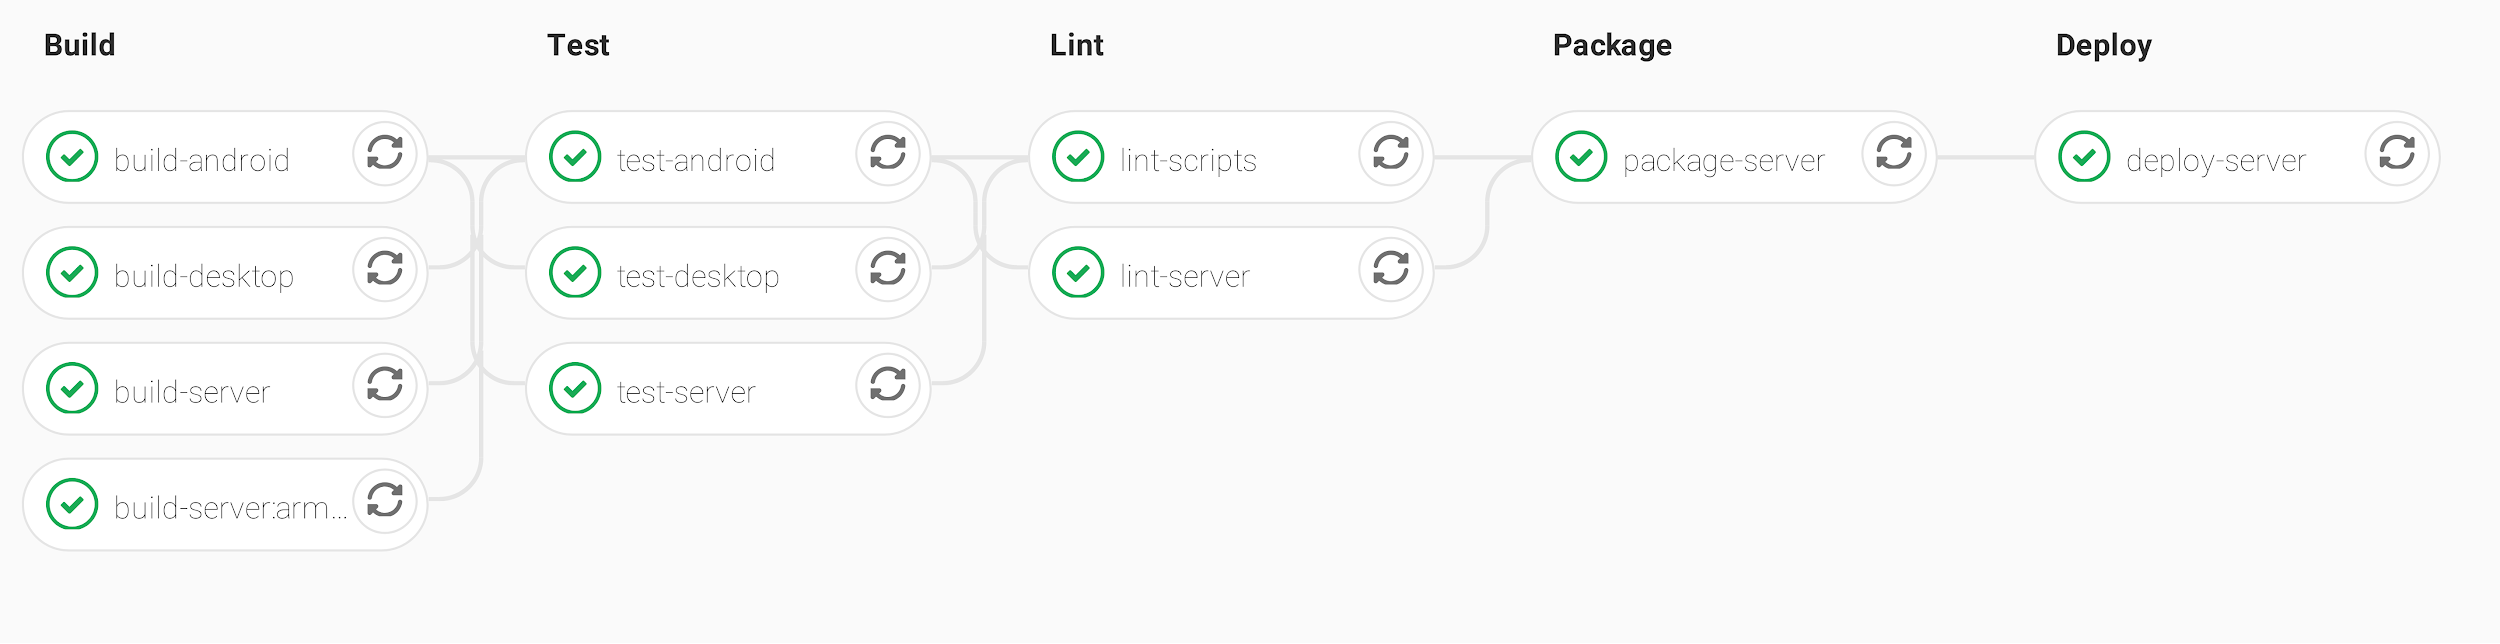 Build
Test
Lint
Package
Deploy
build-android
test-android
lint-scripts
package-server
deploy-server
build-desktop
test-desktop
lint-server
build-server
test-server
build-server:arm...